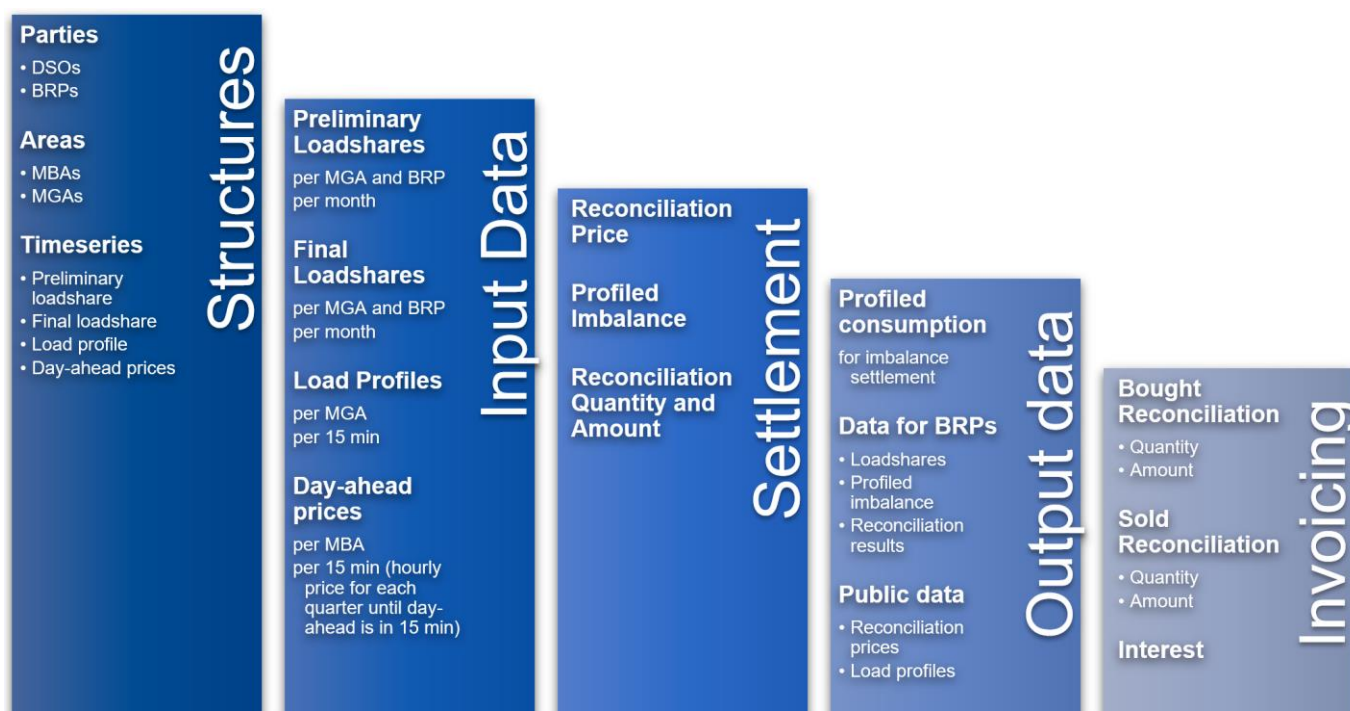 Structures
Parties
• DSOs
• BRPs
Areas
• MBAs
• MGAs
Timeseries
• Preliminary
loadshare
• Final loadshare
• Load profile
• Day-ahead prices
Input Data
Preliminary
Loadshares
per MGA and BRP
per month
Final
Loadshares
per MGA and BRP
per month
Load Profiles
per MGA
per 15 min
Day-ahead
prices
per MBA
per 15 min (hourly
price for each
quarter until day-
ahead is in 15 min)
Settlement
Reconciliation
Price
Profiled
Imbalance
Reconciliation
Quantity and
Amount
Output data
Profiled
consumption
for imbalance
settlement
Data for BRPs
• Loadshares
• Profiled
imbalance
• Reconciliation
results
Public data
• Reconciliation
prices
• Load profiles
Invoicing
Bought
Reconciliation
• Quantity
• Amount
Sold
Reconciliation
• Quantity
• Amount
Interest